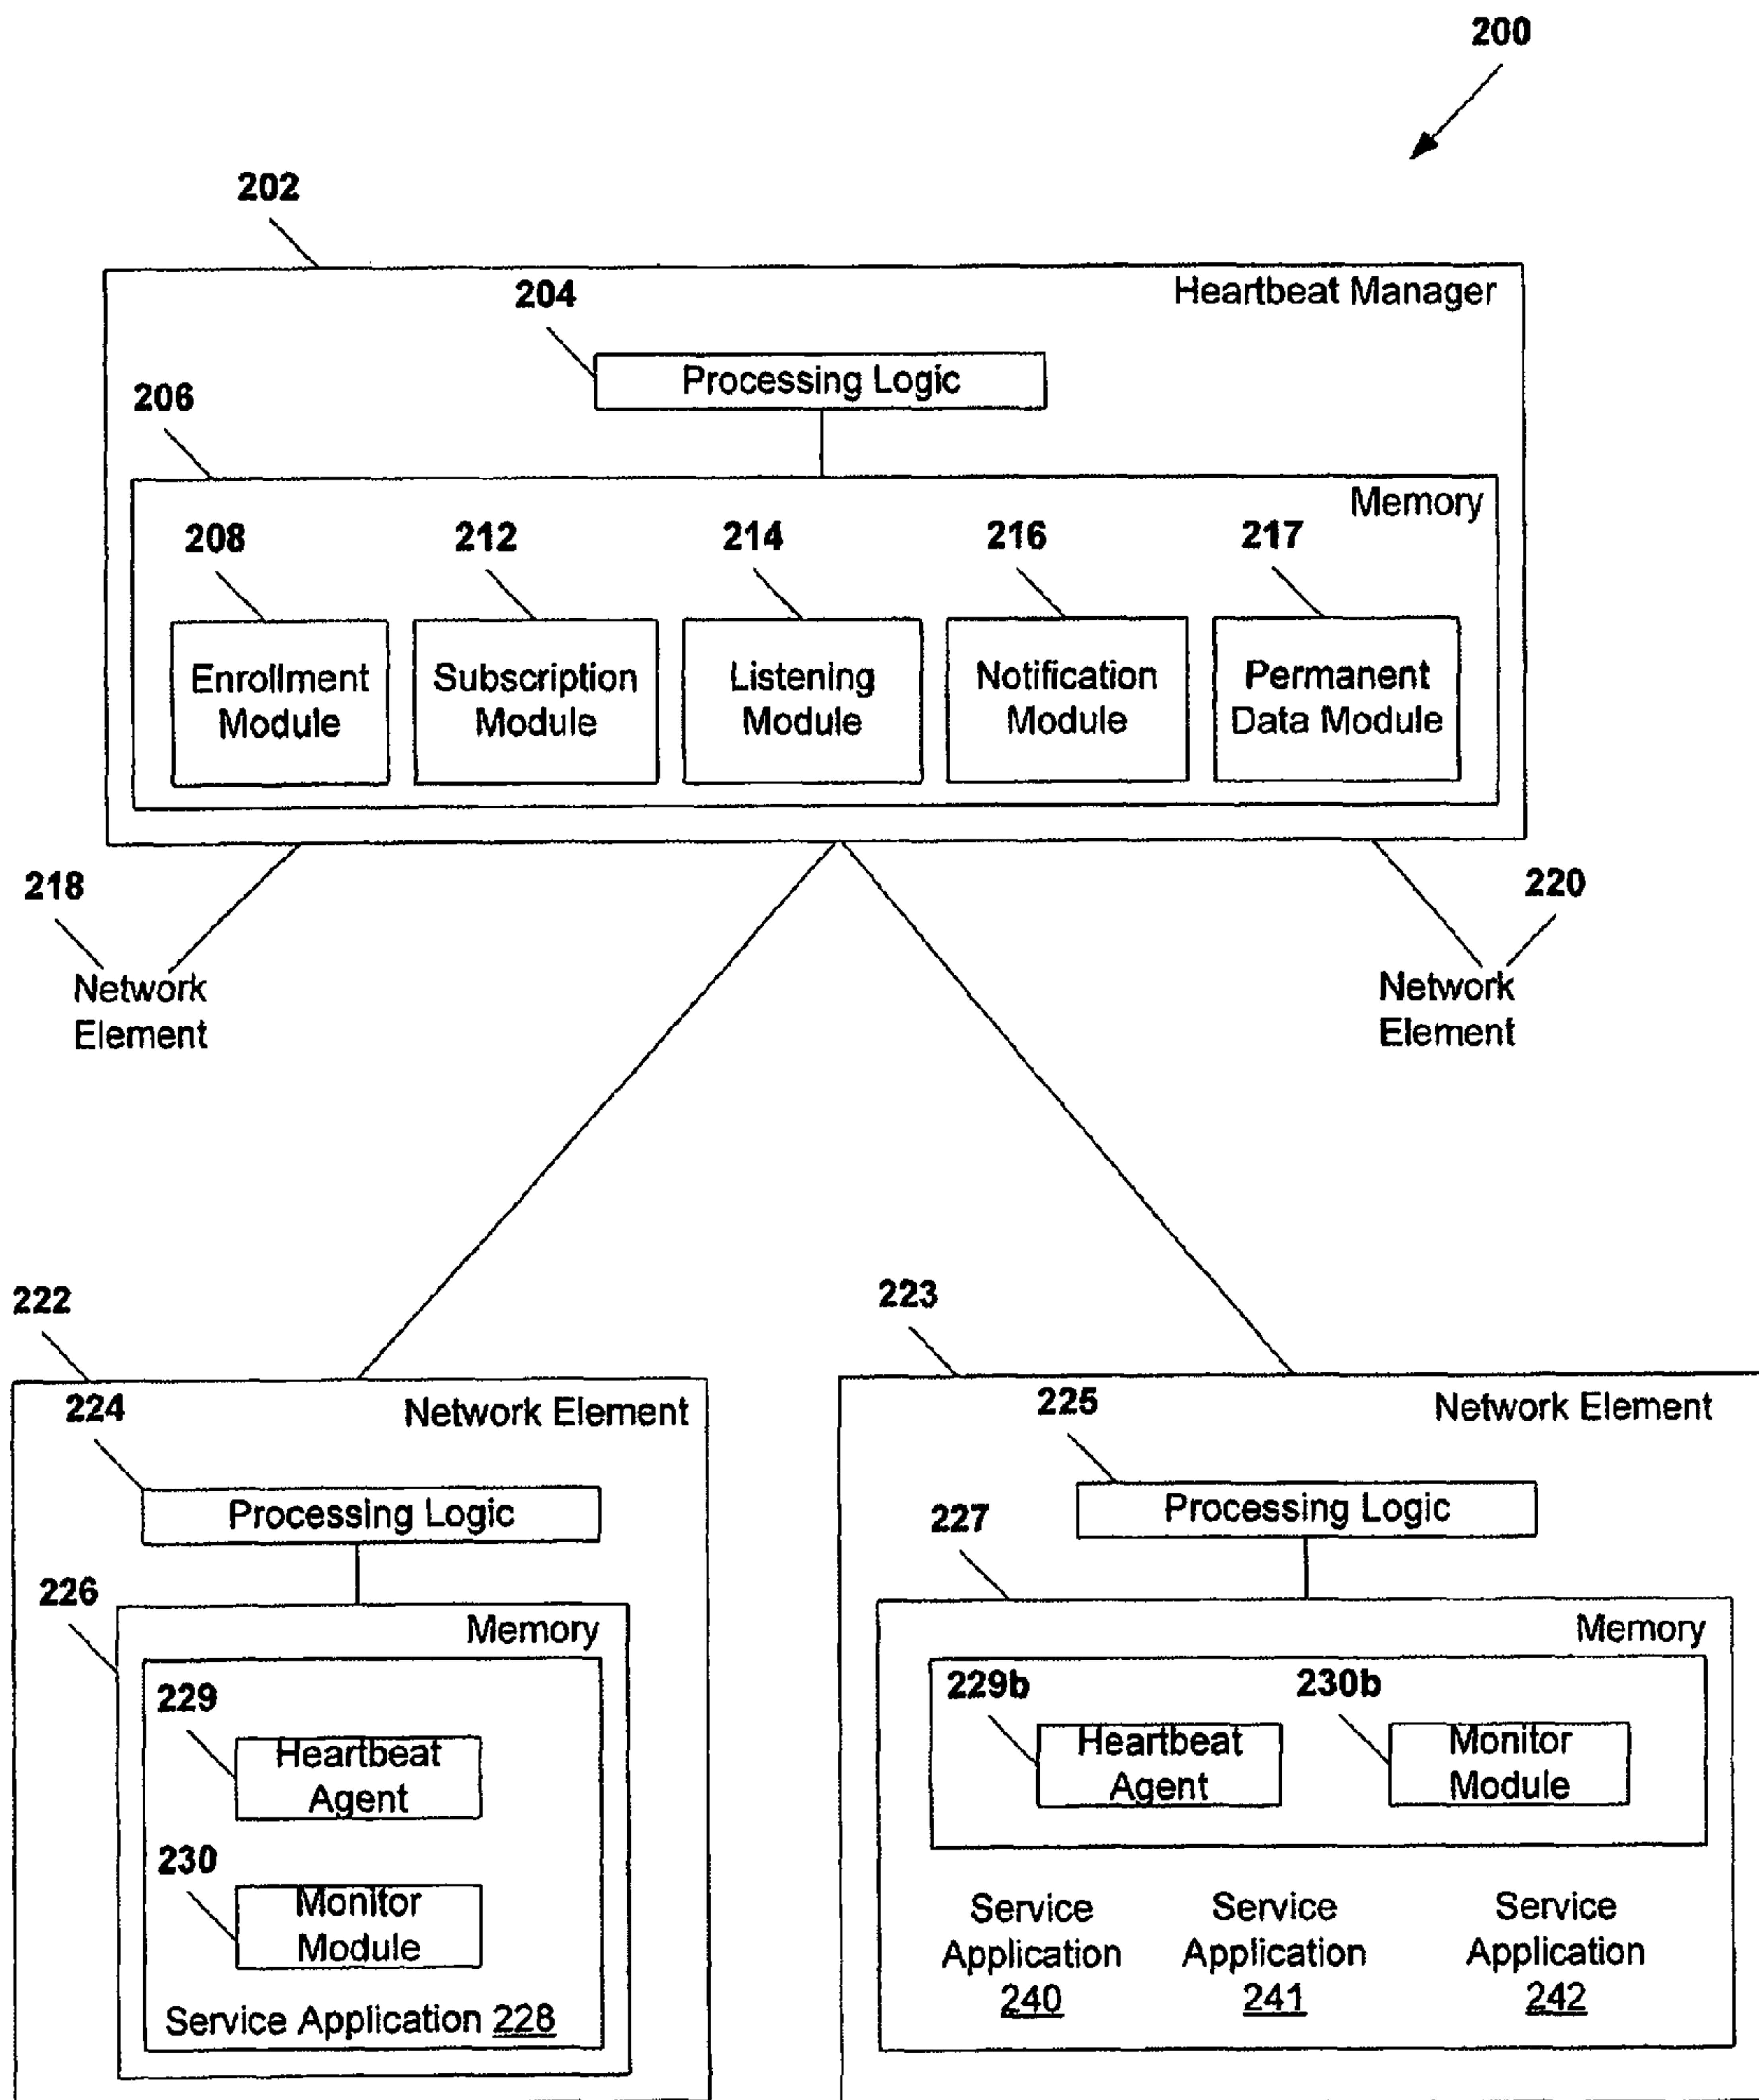 200
202
Heartbeat Manager
204
Processing Logic
206
Memory
208
212
214
216
217
Enrollment
Module
Subscription
Module
Listening
Module
Notification
Module
Permanent
Data Module
218
Network
Element
220
Network
Element
222
Network Element
224
Processing Logic
226
Memory
229
Heartbeat
Agent
230
Monitor
Module
Service Application 228
223
Network Element
225
Processing Logic
227
Memory
229b
Heartbeat
Agent
230b
Monitor
Module
Service
Application
240
Service
Application
241
Service
Application
242